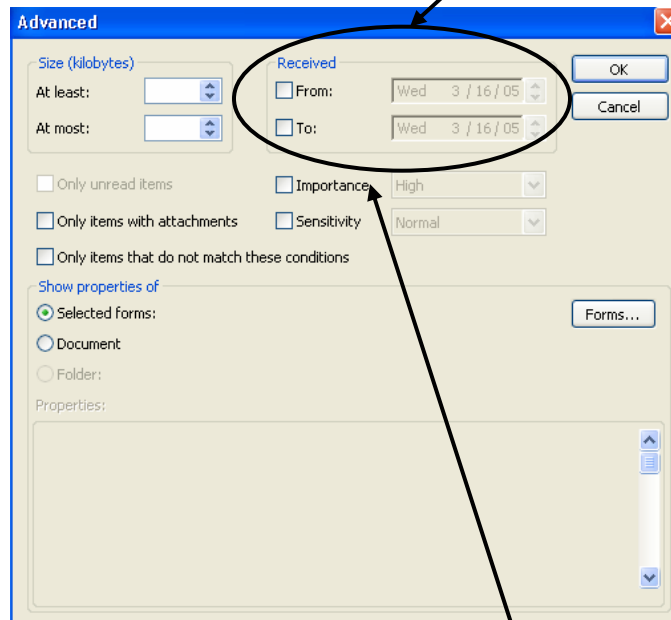 Advanced
Size (kilobytes)
Received
OK
At least:
From:
Wed 3 / 16 / 05
Cancel
At most:
To:
Wed 3 / 16 / 05
Only unread items
Importance
High
Only items with attachments
Sensitivity
Normal
Only items that do not match these conditions
Show properties of
Selected forms:
Forms...
Document
Folder:
Properties: